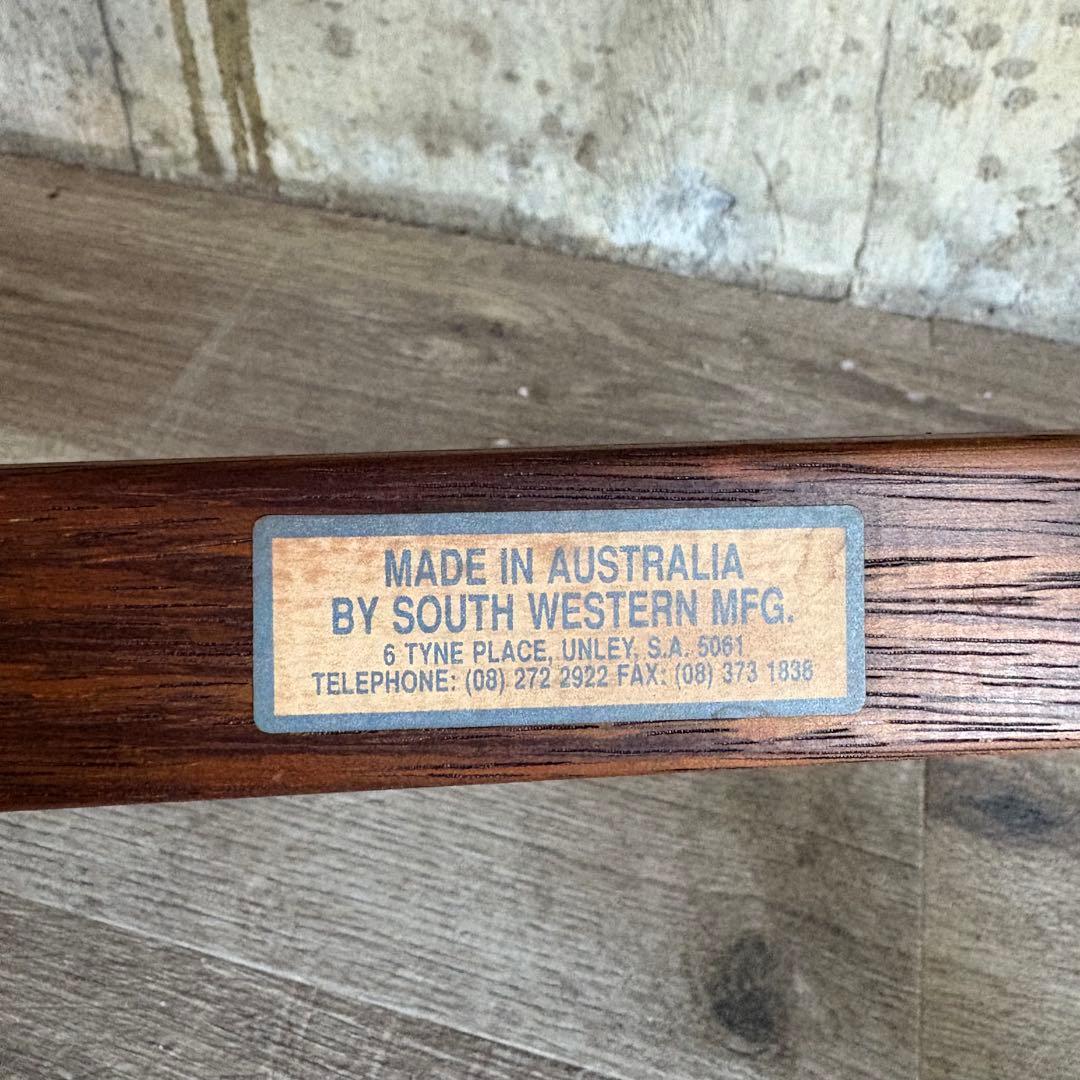 MADE IN AUSTRALIA
BY SOUTH WESTERN MFG.
6 TYNE PLACE, UNLEY, S.A. 5061
TELEPHONE: (08) 272 2922 FAX: (08) 373 1838